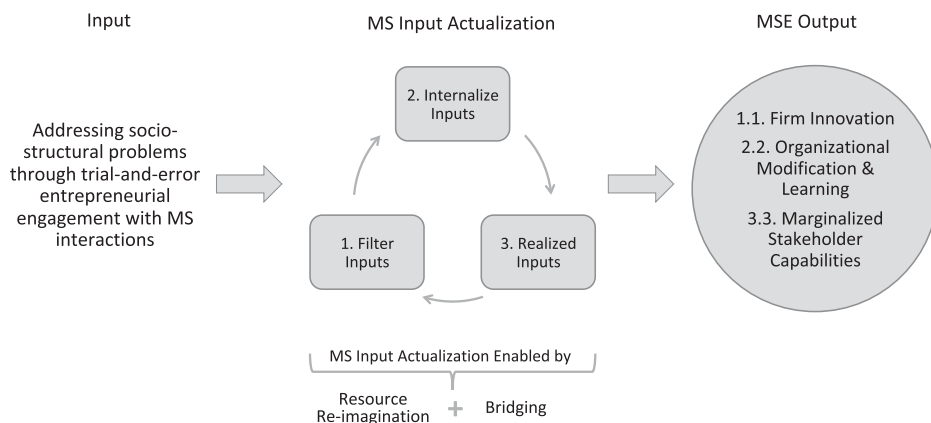 Input
MS Input Actualization
MSE Output
Addressing socio-
structural problems
through trial-and-error
entrepreneurial
engagement with MS
interactions
2. Internalize
Inputs
1. Filter
Inputs
3. Realized
Inputs
1.1. Firm Innovation
2.2. Organizational
Modification &
Learning
3.3. Marginalized
Stakeholder
Capabilities
MS Input Actualization Enabled by
Resource
Re-imagination
+
Bridging